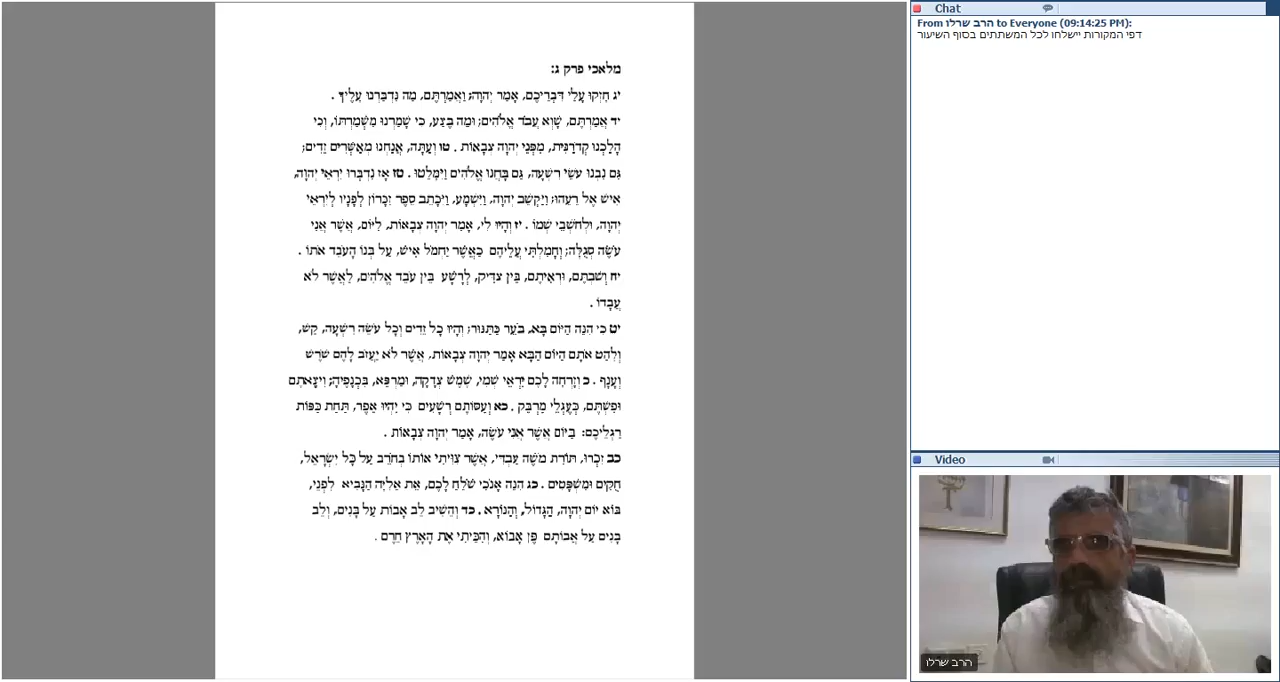 מלאכי פרק ג:
יג חִזְקוּ עָלַי דִּבְרֵיכֶם, אָמַר יְהוָה; וַאֲמַרְתֶּם, מַה נִּדְבַּרְנוּ עָלֶיךָ .
יד אֲמַרְתֶּם, שָׁוְא עֲבֹד אֱלֹהִים; וּמַה בֶּצַע, כִּי שָׁמַרְנוּ מִשְׁמַרְתּוֹ, וְכִי
הָלַכְנוּ קְדֹרַנִּית, מִפְּנֵי יְהוָה צְבָאוֹת . טו וְעַתָּה, אֲנַחְנוּ מְאַשְּׁרִים זֵדִים;
גַּם נִבְנוּ עֹשֵׂי רִשְׁעָה, גַּם בָּחֲנוּ אֱלֹהִים וַיִּמָּלֵטוּ . טז אָז נִדְבְּרוּ יִרְאֵי יְהוָה,
אִישׁ אֶל רֵעֵהוּ; וַיַּקְשֵׁב יְהוָה, וַיִּשְׁמָע, וַיִּכָּתֵב סֵפֶר זִכָּרוֹן לְפָנָיו לְיִרְאֵי
יְהוָה, וּלְחֹשְׁבֵי שְׁמוֹ . יז וְהָיוּ לִי, אָמַר יְהוָה צְבָאוֹת, לַיּוֹם, אֲשֶׁר אֲנִי
עֹשֶׂה סְגֻלָּה; וְחָמַלְתִּי עֲלֵיהֶם כַּאֲשֶׁר יַחְמֹל אִישׁ, עַל בְּנוֹ הָעֹבֵד אֹתוֹ .
יח וְשַׁבְתֶּם, וּרְאִיתֶם, בֵּין צַדִּיק, לְרָשָׁע בֵּין עֹבֵד אֱלֹהִים, לַאֲשֶׁר לֹא
עֲבָדוֹ .
יט כִּי הִנֵּה הַיּוֹם בָּא, בֹּעֵר כַּתַּנּוּר; וְהָיוּ כָל זֵדִים וְכָל עֹשֵׂה רִשְׁעָה, קַשׁ,
וְלִהַט אֹתָם הַיּוֹם הַבָּא אָמַר יְהוָה צְבָאוֹת, אֲשֶׁר לֹא יַעֲזֹב לָהֶם שֹׁרֶשׁ
וְעָנָף . כ וְזָרְחָה לָכֶם יִרְאֵי שְׁמִי, שֶׁמֶשׁ צְדָקָה, וּמַרְפֵּא, בִּכְנָפֶיהָ; וִיצָאתֶם
וּפִשְׁתֶּם, כְּעֶגְלֵי מַרְבֵּק . כא וְעַסּוֹתֶם רְשָׁעִים כִּי יִהְיוּ אֵפֶר, תַּחַת כַּפּוֹת
רַגְלֵיכֶם: בַּיּוֹם אֲשֶׁר אֲנִי עֹשֶׂה, אָמַר יְהוָה צְבָאוֹת .
כב זִכְרוּ, תּוֹרַת מֹשֶׁה עַבְדִּי, אֲשֶׁר צִוִּיתִי אוֹתוֹ בְחֹרֵב עַל כָּל יִשְׂרָאֵל,
חֻקִּים וּמִשְׁפָּטִים . כג הִנֵּה אָנֹכִי שֹׁלֵחַ לָכֶם, אֵת אֵלִיָּה הַנָּבִיא לִפְנֵי,
בּוֹא יוֹם יְהוָה, הַגָּדוֹל, וְהַנּוֹרָא . כד וְהֵשִׁיב לֵב אָבוֹת עַל בָּנִים, וְלֵב
בָּנִים עַל אֲבוֹתָם פֶּן אָבוֹא, וְהִכֵּיתִי אֶת הָאָרֶץ חֵרֶם .
Chat
From הרב שרלו to Everyone (09:14:25 PM):
דפי המקורות יישלחו לכל המשתתים בסוף השיעור
Video
הרב שרלו